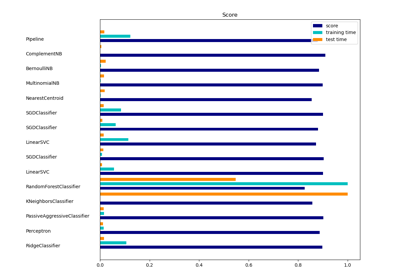 Score
score
training time
test time
Pipeline
ComplementNB
BernoulliNB
MultinomialNB
NearestCentroid
SGDClassifier
SGDClassifier
LinearSVC
SGDClassifier
LinearSVC
RandomForestClassifier
KNeighborsClassifier
PassiveAggressiveClassifier
Perceptron
RidgeClassifier
0.0 0.2 0.4 0.6 0.8 1.0